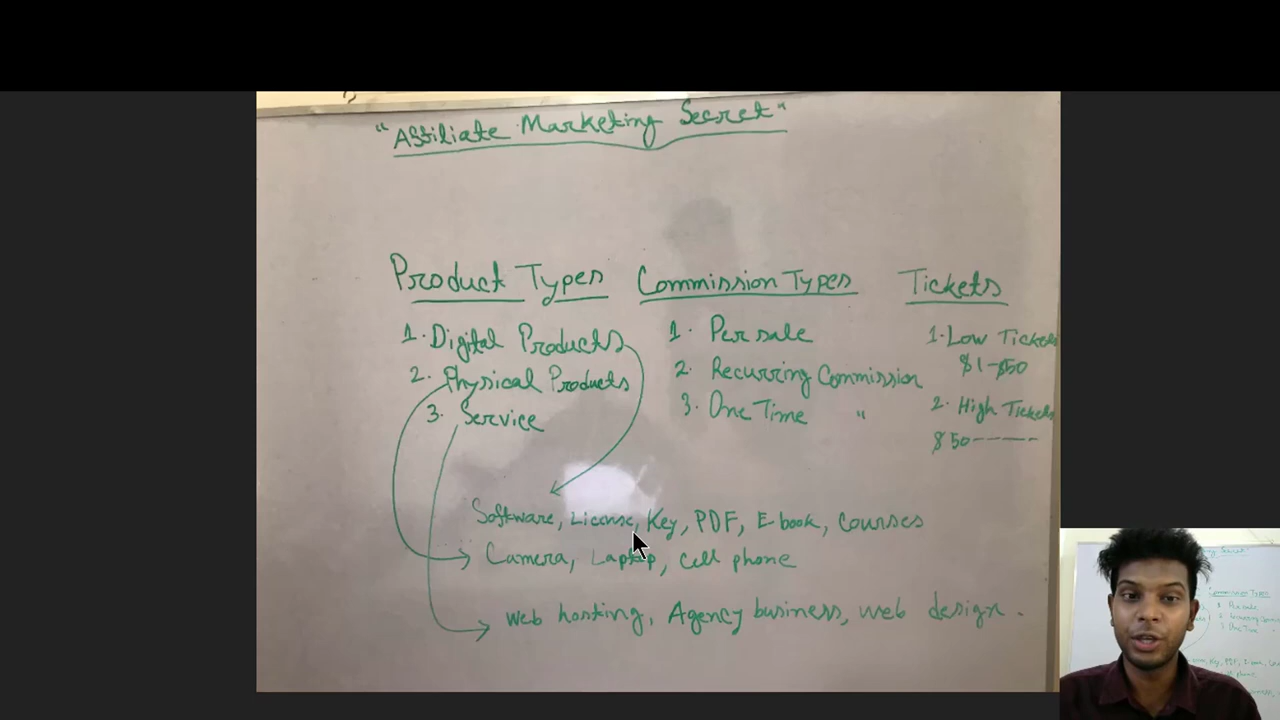 "Affiliate Marketing Secret"
Product Types Commission Types Tickets
1. Digital Products 1. Per sale 1. Low Tickets
$1-$50
2. Physical Products 2. Recurring Commission 2. High Tickets
3. Service 3. One Time " $50-----
Software, License, Key, PDF, E book, Courses
Camera, Laptop, Cell phone
Web hosting, Agency business, web design.